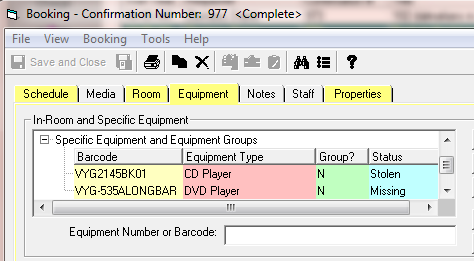 Booking - Confirmation Number: 977 <Complete>
File View Booking Tools Help
Save and Close
Schedule Media Room Equipment Notes Staff Properties
In-Room and Specific Equipment
Specific Equipment and Equipment Groups
Barcode Equipment Type Group? Status
VYG2145BK01 CD Player N Stolen
VYG-535ALONGBAR DVD Player N Missing
Equipment Number or Barcode: